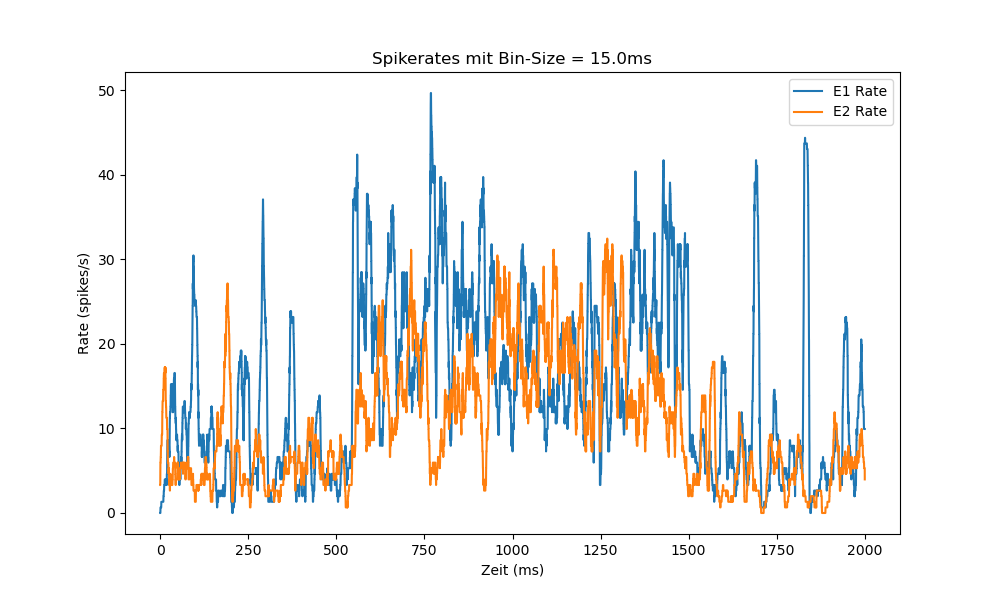 Spikerates mit Bin-Size = 15.0ms
E1 Rate
E2 Rate
50
40
30
20
10
0
Rate (spikes/s)
0 250 500 750 1000 1250 1500 1750 2000
Zeit (ms)